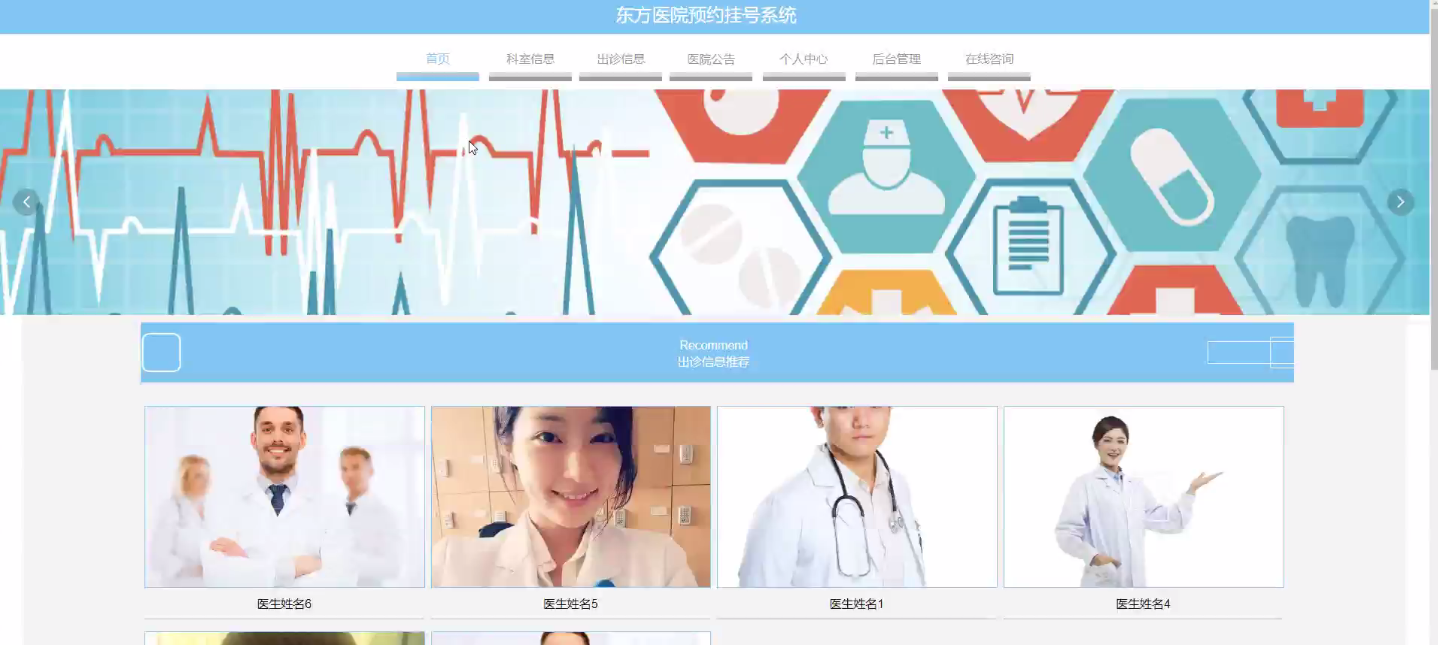 东方医院预约挂号系统
首页
科室信息
出诊信息
医院公告
个人中心
后台管理
在线咨询
Recommend
出诊信息推荐
医生姓名6
医生姓名5
医生姓名1
医生姓名4